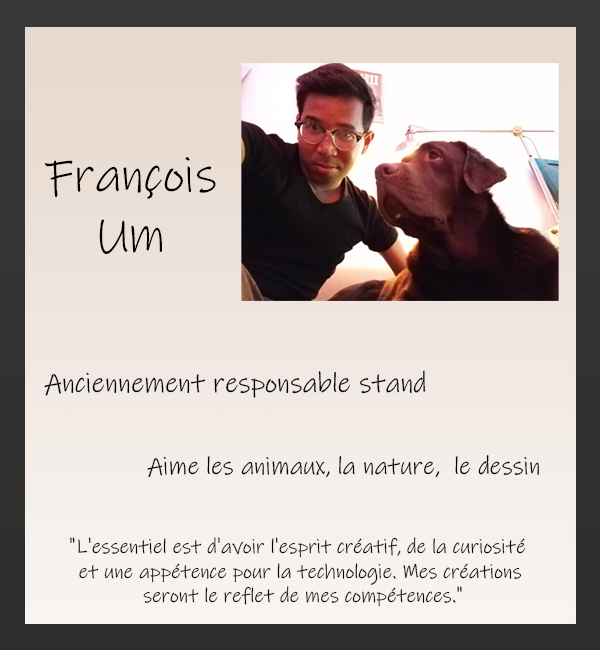 François
Um
Anciennement responsable stand
Aime les animaux, la nature, le dessin
"L'essentiel est d'avoir l'esprit créatif, de la curiosité
et une appétence pour la technologie. Mes créations
seront le reflet de mes compétences."